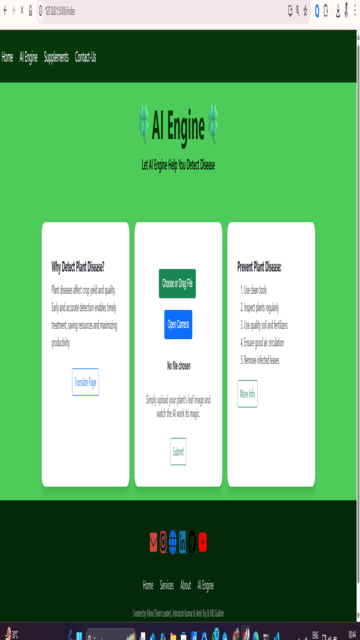 127.0.0.1:5000/index
Home AI Engine Supplements Contact-Us
AI Engine
Let AI Engine Help You Detect Disease
Why Detect Plant Disease?
Plant diseases affect crop yield and quality.
Early and accurate detection enables timely
treatment, saving resources and maximizing
productivity.
Translate Page
Choose or Drag File
Open Camera
No file chosen
Simply upload your plant's leaf image and
watch the AI work its magic.
Submit
Prevent Plant Disease:
1. Use clean tools
2. Inspect plants regularly
3. Use quality soil and fertilizers
4. Ensure good air circulation
5. Remove infected leaves
More Info
Home Services About AI Engine
ENG